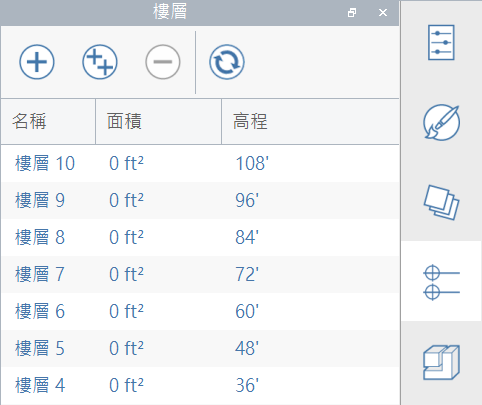 樓層
名稱 面積 高程
樓層 10 0 ft² 108'
樓層 9 0 ft² 96'
樓層 8 0 ft² 84'
樓層 7 0 ft² 72'
樓層 6 0 ft² 60'
樓層 5 0 ft² 48'
樓層 4 0 ft² 36'